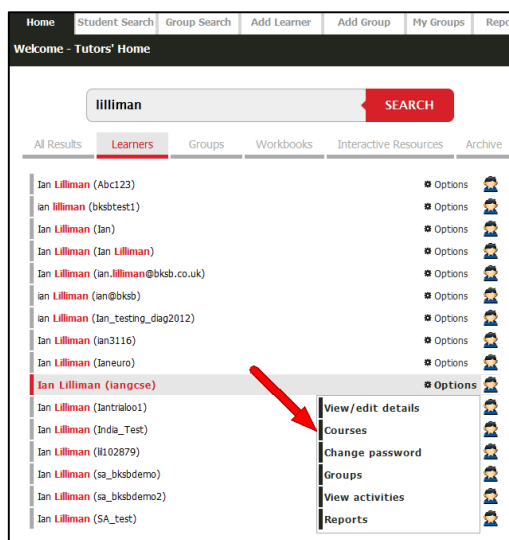 Home Student Search Group Search Add Learner Add Group My Groups
Welcome - Tutors' Home
lilliman SEARCH
All Results Learners Groups Workbooks Interactive Resources Archive
Ian Lilliman (Abc123) Options
ian lilliman (bksbtest1) Options
Ian Lilliman (Ian) Options
Ian Lilliman (Ian Lilliman) Options
Ian Lilliman (ian.lilliman@bksb.co.uk) Options
ian Lilliman (ian@bksb) Options
ian Lilliman (Ian_testing_diag2012) Options
Ian Lilliman (ian3116) Options
Ian Lilliman (Ianeuro) Options
Ian Lilliman (iangcse) Options
Ian Lilliman (Iantrialoo1)
View/edit details
Ian Lilliman (India_Test)
Courses
Change password
Ian Lilliman (lil102879)
Groups
Ian Lilliman (sa_bksbdemo)
View activities
Ian Lilliman (sa_bksbdemo2)
Reports
Ian Lilliman (SA_test)